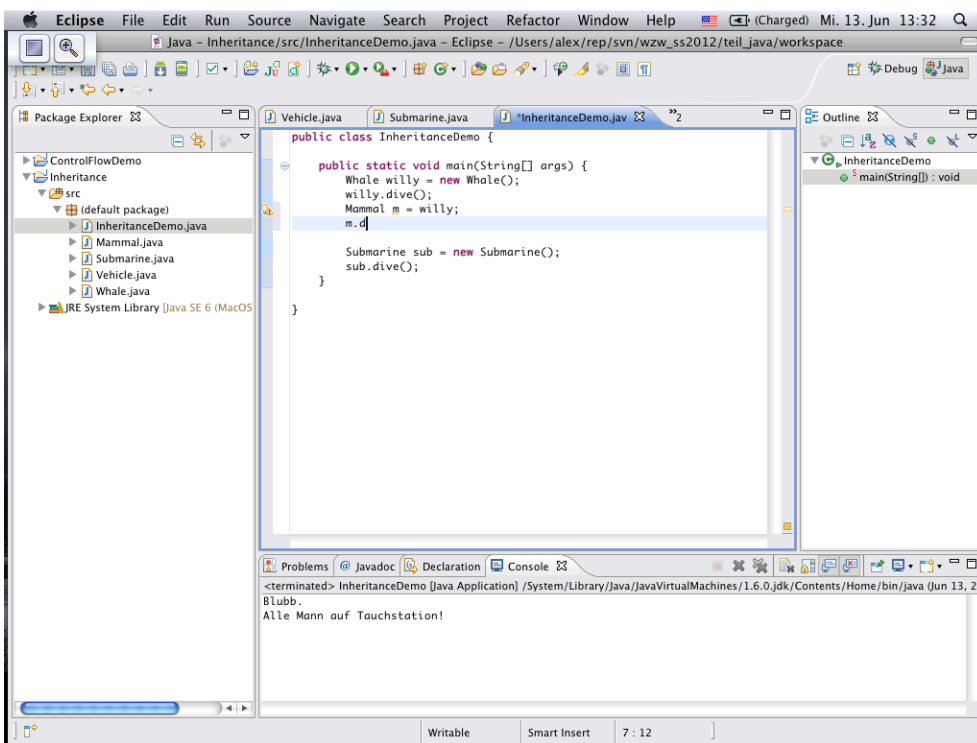 Eclipse File Edit Run Source Navigate Search Project Refactor Window Help (Charged) Mi. 13. Jun 13:32
Java – Inheritance/src/InheritanceDemo.java – Eclipse – /Users/alex/rep/svn/wzw_ss2012/teil_java/workspace
Debug Java
Package Explorer
ControlFlowDemo
Inheritance
src
(default package)
InheritanceDemo.java
Mammal.java
Submarine.java
Vehicle.java
Whale.java
JRE System Library [Java SE 6 (MacOS
Vehicle.java Submarine.java *InheritanceDemo.jav »2
public class InheritanceDemo {
public static void main(String[] args) {
Whale willy = new Whale();
willy.dive();
Mammal m = willy;
m.d
Submarine sub = new Submarine();
sub.dive();
}
}
Outline
InheritanceDemo
main(String[]) : void
Problems @ Javadoc Declaration Console
<terminated> InheritanceDemo [Java Application] /System/Library/Java/JavaVirtualMachines/1.6.0.jdk/Contents/Home/bin/java (Jun 13, 2
Blubb.
Alle Mann auf Tauchstation!
Writable Smart Insert 7 : 12